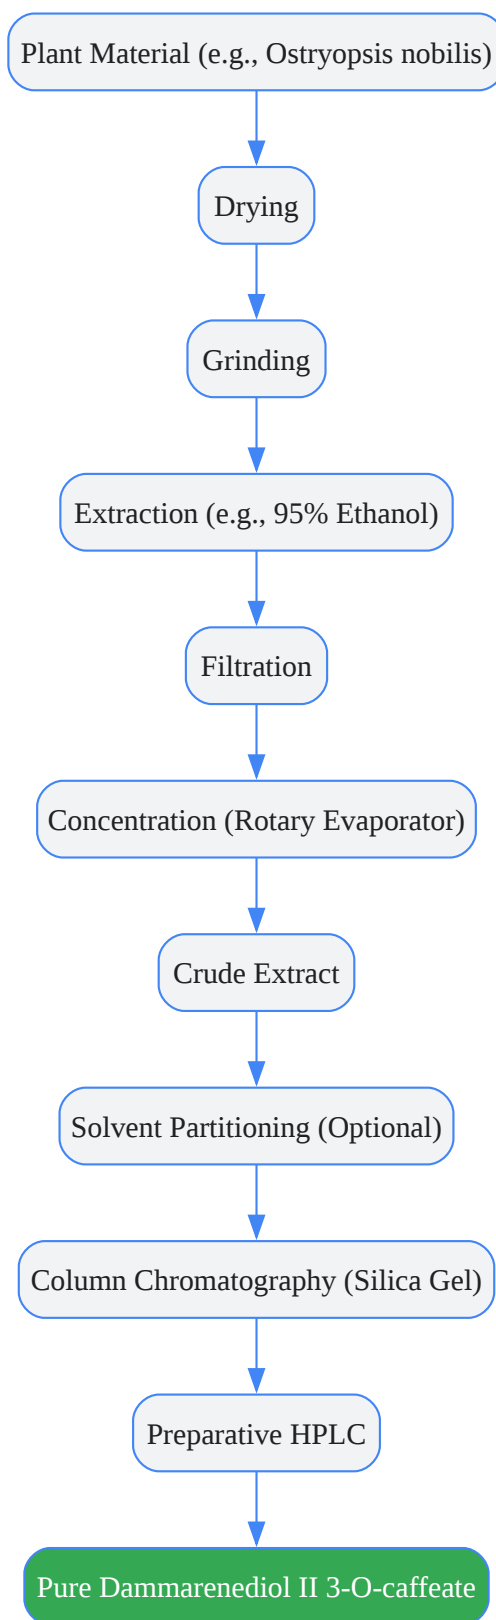 Plant Material (e.g., Ostryopsis nobilis)
Drying
Grinding
Extraction (e.g., 95% Ethanol)
Filtration
Concentration (Rotary Evaporator)
Crude Extract
Solvent Partitioning (Optional)
Column Chromatography (Silica Gel)
Preparative HPLC
Pure Dammarenediol II 3-O-caffeate